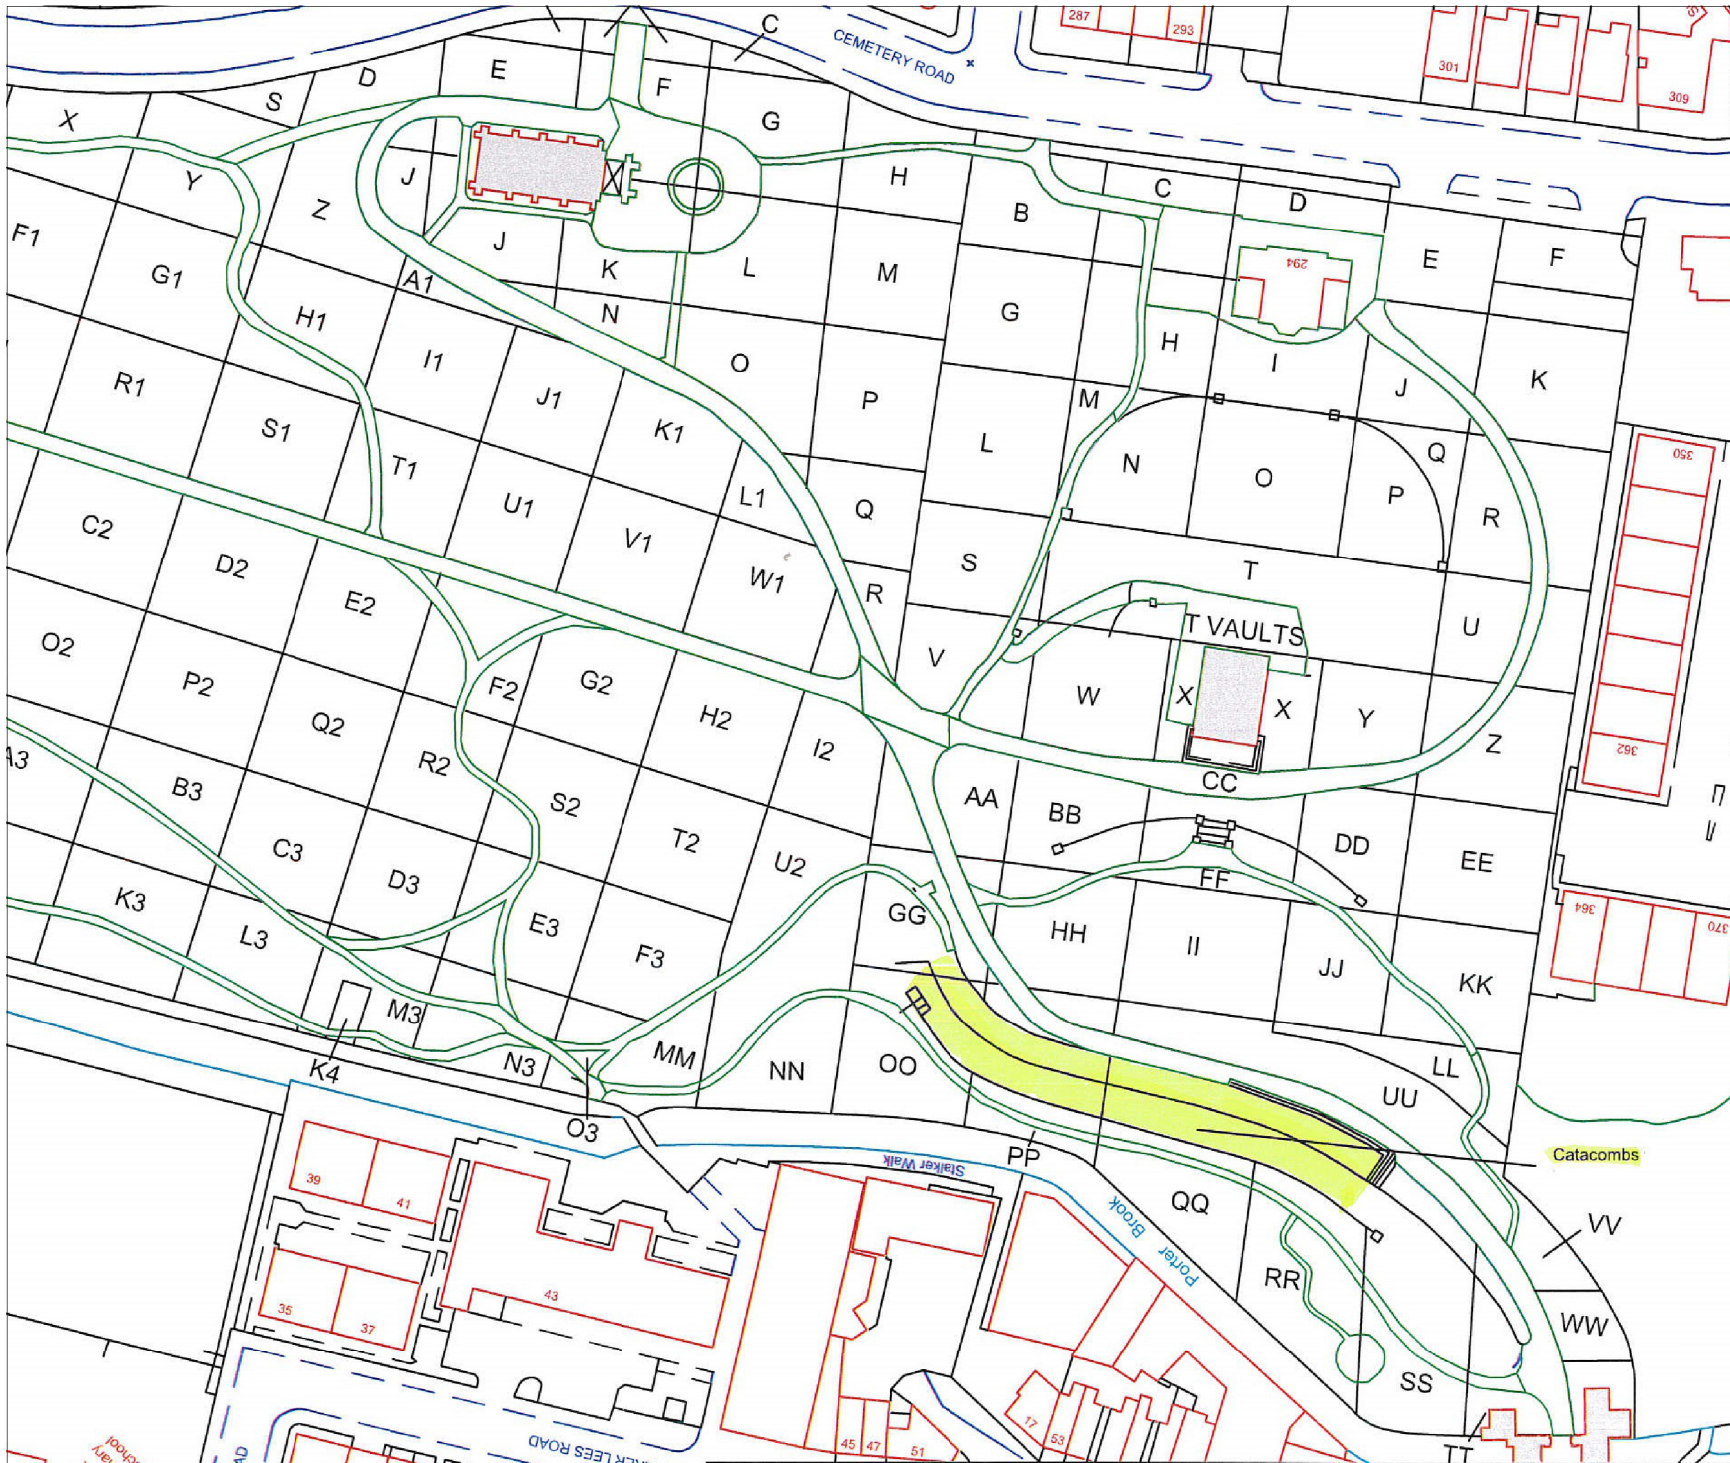 C
287
293
CEMETERY ROAD
301
309
D
E
F
S
X
G
J
H
C
D
Y
Z
B
F1
G1
A1
J
K
L
M
E
F
294
H1
N
G
I1
O
H
I
J
K
R1
J1
P
M
S1
K1
L
Q
T1
N
O
P
R
350
L1
Q
C2
U1
V1
S
D2
W1
T
E2
R
O2
T VAULTS
U
V
P2
F2
G2
W
X
X
Y
Q2
H2
Z
362
A3
R2
I2
CC
B3
S2
AA
BB
C3
T2
U2
DD
EE
D3
FF
K3
GG
364
370
L3
E3
F3
HH
II
JJ
KK
M3
N3
MM
NN
OO
LL
K4
UU
O3
PP
Catacombs
Stalker Walk
39
41
QQ
Porter Brook
VV
RR
43
35
37
WW
SS
17
53
45
47
51
TT
LEES ROAD